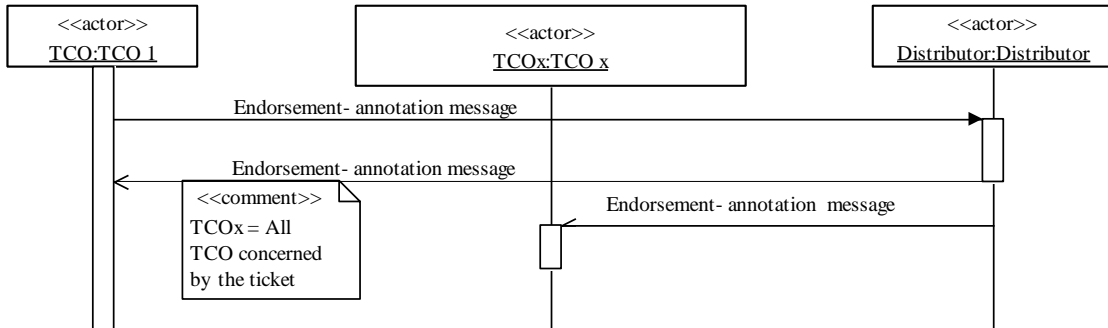 <<actor>>
TCO:TCO 1
<<actor>>
TCOx:TCO x
<<actor>>
Distributor:Distributor
Endorsement- annotation message
Endorsement- annotation message
<<comment>>
TCOx = All
TCO concerned
by the ticket
Endorsement- annotation message